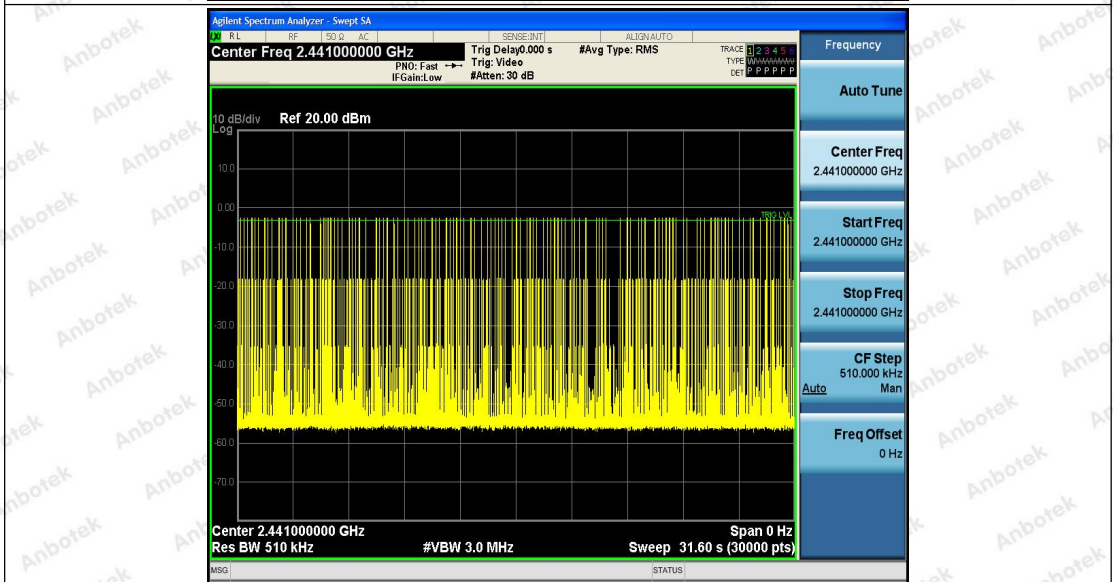 Agilent Spectrum Analyzer - Swept SA
RL RF 50 Ω AC SENSE:INT ALIGN AUTO
Center Freq 2.441000000 GHz
PNO: Fast
IFGain:Low
Trig Delay0.000 s
Trig: Video
#Atten: 30 dB
#Avg Type: RMS
TRACE 1 2 3 4 5 6
TYPE
DET P P P P P P
10 dB/div Ref 20.00 dBm
Log
10.0
0.00
TRIG LVL
-10.0
-20.0
-30.0
-40.0
-50.0
-60.0
-70.0
Center 2.441000000 GHz Span 0 Hz
Res BW 510 kHz #VBW 3.0 MHz Sweep 31.60 s (30000 pts)
MSG STATUS
Frequency
Auto Tune
Center Freq
2.441000000 GHz
Start Freq
2.441000000 GHz
Stop Freq
2.441000000 GHz
CF Step
510.000 kHz
Auto Man
Freq Offset
0 Hz
Anbotek